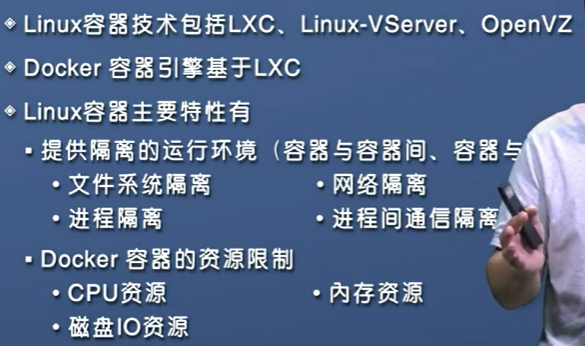 Linux容器技术包括LXC、Linux-VServer、OpenVZ
Docker 容器引擎基于LXC
Linux容器主要特性有
提供隔离的运行环境（容器与容器间、容器与
• 文件系统隔离 • 网络隔离
• 进程隔离 • 进程间通信隔离
Docker 容器的资源限制
• CPU资源 • 内存资源
• 磁盘IO资源